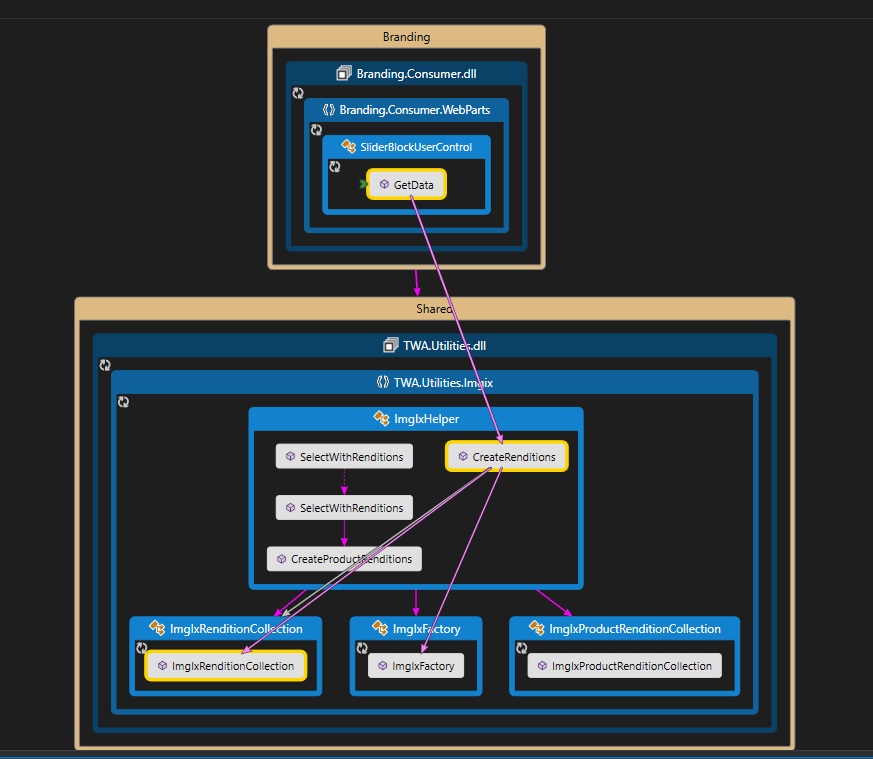 Branding
Branding.Consumer.dll
Branding.Consumer.WebParts
SliderBlockUserControl
GetData
Shared
TWA.Utilities.dll
TWA.Utilities.Imgix
ImgIxHelper
SelectWithRenditions CreateRenditions
SelectWithRenditions
CreateProductRenditions
ImgIxRenditionCollection ImgIxFactory ImgIxProductRenditionCollection
ImgIxRenditionCollection ImgIxFactory ImgIxProductRenditionCollection